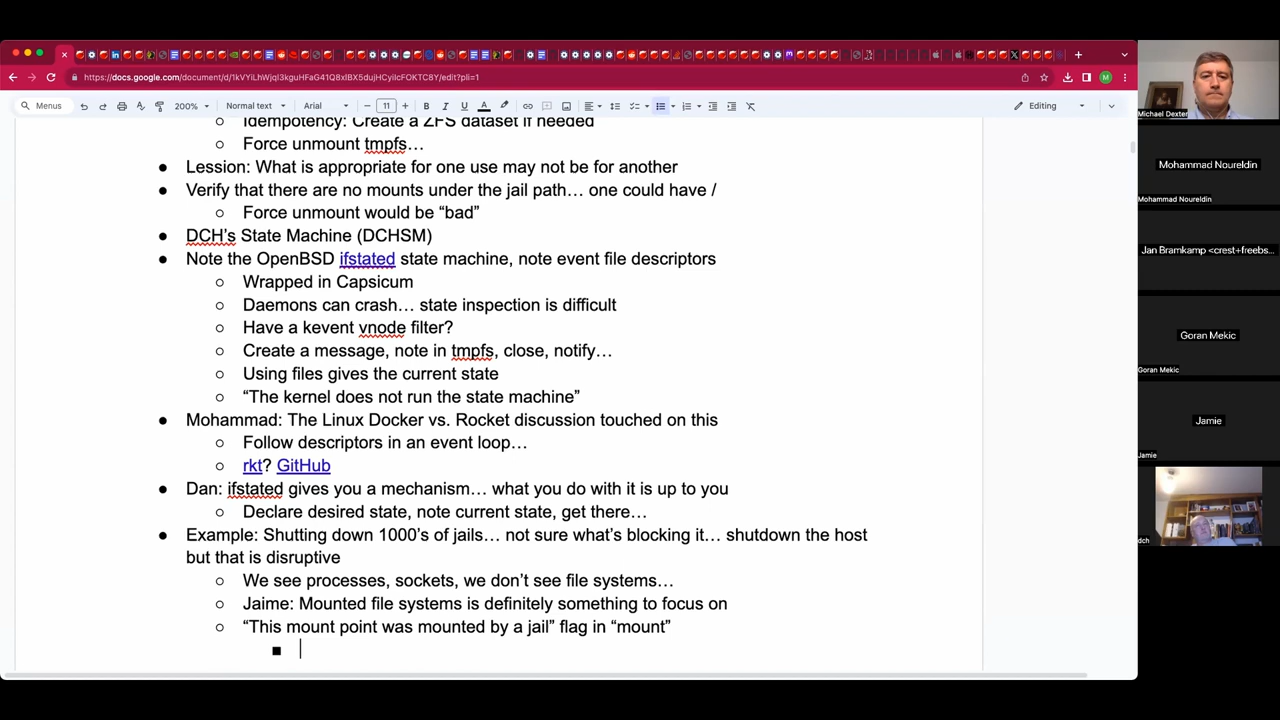 https://docs.google.com/document/d/1kVYiLhWjql3kguHFaG41Q8xIBX5dujHCyilcFOKTC8Y/edit?pli=1
Menus 200% Normal text Arial 11 B I U A Editing
Idempotency: Create a ZFS dataset if needed
Force unmount tmpfs…
Lession: What is appropriate for one use may not be for another
Verify that there are no mounts under the jail path… one could have /
Force unmount would be “bad”
DCH’s State Machine (DCHSM)
Note the OpenBSD ifstated state machine, note event file descriptors
Wrapped in Capsicum
Daemons can crash… state inspection is difficult
Have a kevent vnode filter?
Create a message, note in tmpfs, close, notify…
Using files gives the current state
“The kernel does not run the state machine”
Mohammad: The Linux Docker vs. Rocket discussion touched on this
Follow descriptors in an event loop…
rkt? GitHub
Dan: ifstated gives you a mechanism… what you do with it is up to you
Declare desired state, note current state, get there…
Example: Shutting down 1000’s of jails… not sure what’s blocking it… shutdown the host
but that is disruptive
We see processes, sockets, we don’t see file systems…
Jaime: Mounted file systems is definitely something to focus on
“This mount point was mounted by a jail” flag in “mount”
Michael Dexter
Mohammad Noureldin
Mohammad Noureldin
Jan Bramkamp <crest+freebs...
Goran Mekic
Goran Mekic
Jamie
Jamie
dch